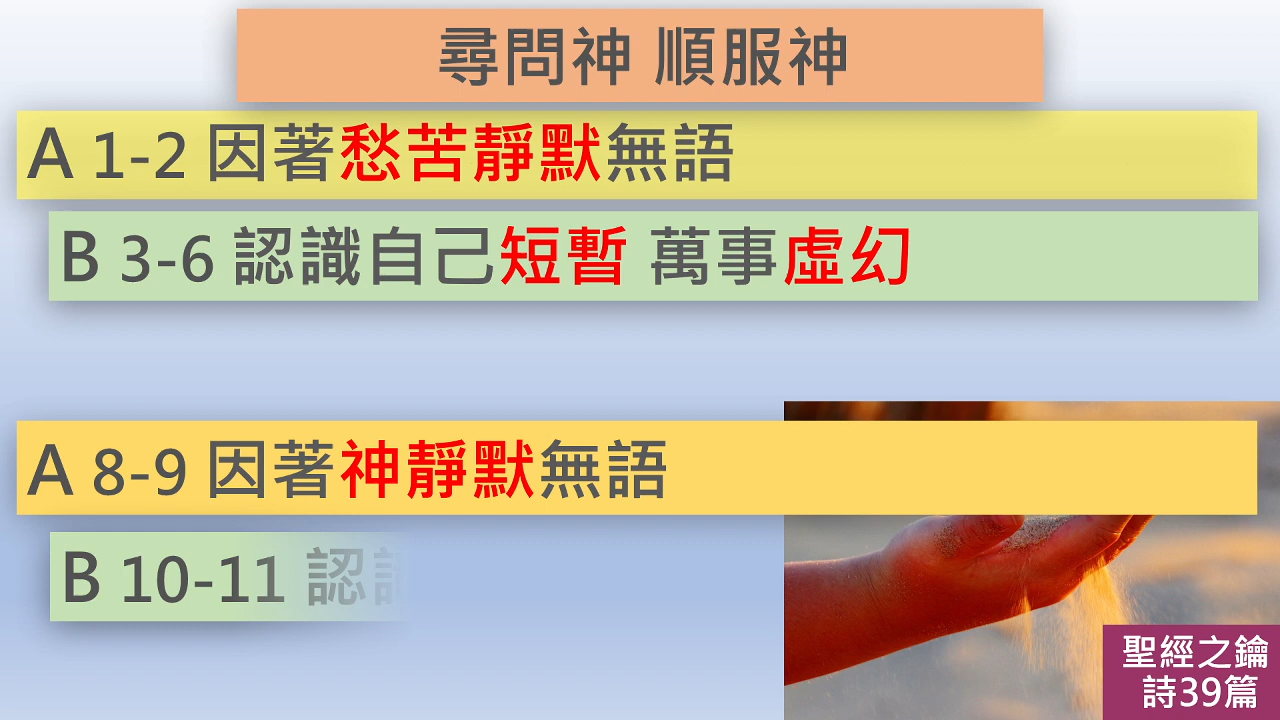 尋問神 順服神
A 1-2 因著愁苦靜默無語
B 3-6 認識自己短暫 萬事虛幻
A 8-9 因著神靜默無語
B 10-11 認
聖經之鑰
詩39篇